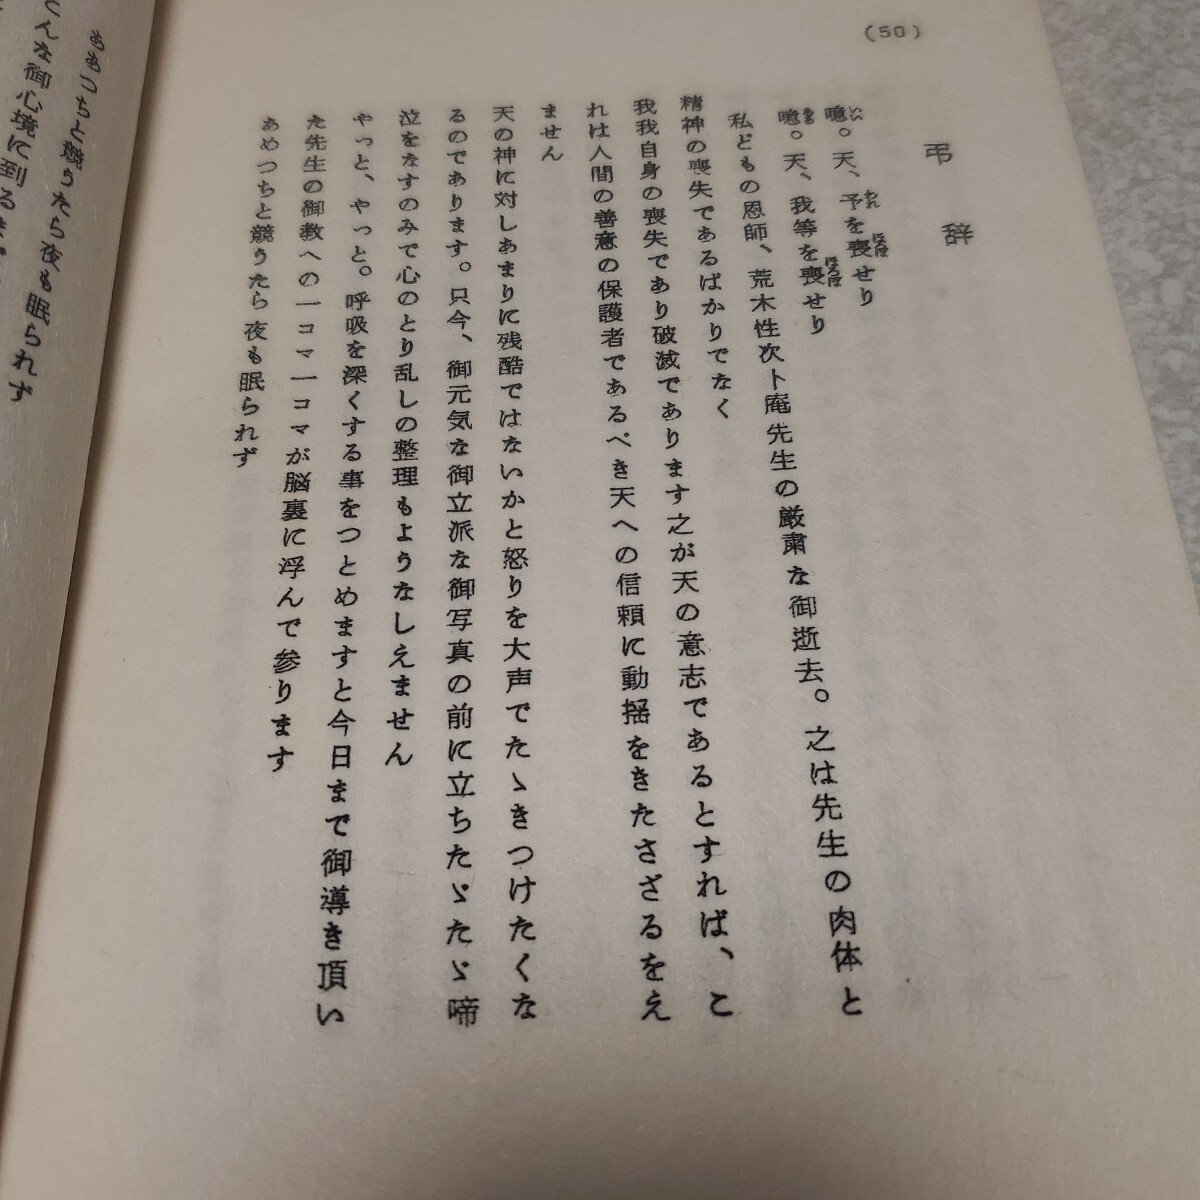 (50)
弔辞
噫。天、予を喪せり
噫。天、我等を喪せり
私どもの恩師、荒木性次卜庵先生の厳粛な御逝去。之は先生の肉体と
精神の喪失であるばかりでなく
我我自身の喪失であり破滅であります之が天の意志であるとすれば、こ
れは人間の善意の保護者であるべき天への信頼に動揺をきたさざるをえ
ません
天の神に対しあまりに残酷ではないかと怒りを大声でたゝきつけたくな
るのであります。只今、御元気な御立派な御写真の前に立ちたゞたゞ啼
泣をなすのみで心のとり乱しの整理もようなしえません
やっと、やっと。呼吸を深くする事をつとめますと今日まで御導き頂い
た先生の御教への一コマ一コマが脳裏に浮んで参ります
あめつちと競うたら夜も眠られず
ああつちと競うたら夜も眠られず
こんな御心境に到るま